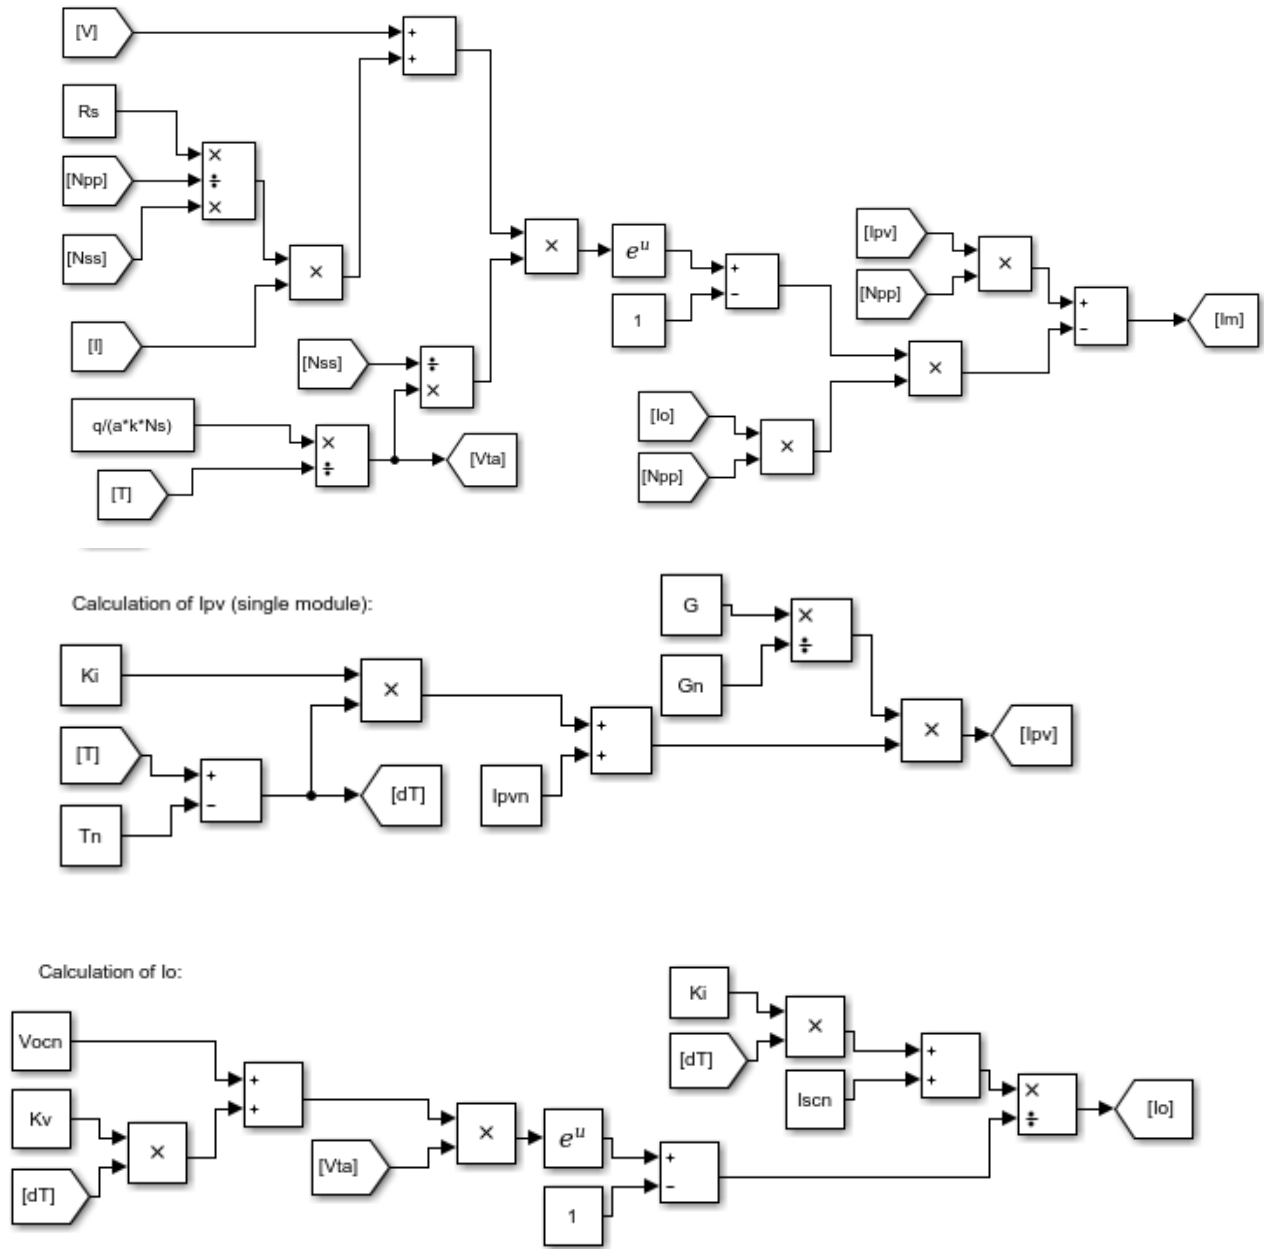 [V]
+
+
Rs
×
[Npp]
÷
×
[Nss]
×
[I]
[Nss]
÷
×
q/(a*k*Ns)
×
÷
[T]
[Vta]
×
e^u
1
+
−
[Ipv]
×
[Npp]
+
−
[Im]
×
[Io]
×
[Npp]
Calculation of Ipv (single module):
G
×
÷
Gn
Ki
×
[T]
+
−
Tn
[dT]
+
+
Ipvn
×
[Ipv]
Calculation of Io:
Ki
×
[dT]
+
+
Iscn
×
÷
[Io]
Vocn
+
+
Kv
×
[dT]
[Vta]
×
e^u
1
+
−